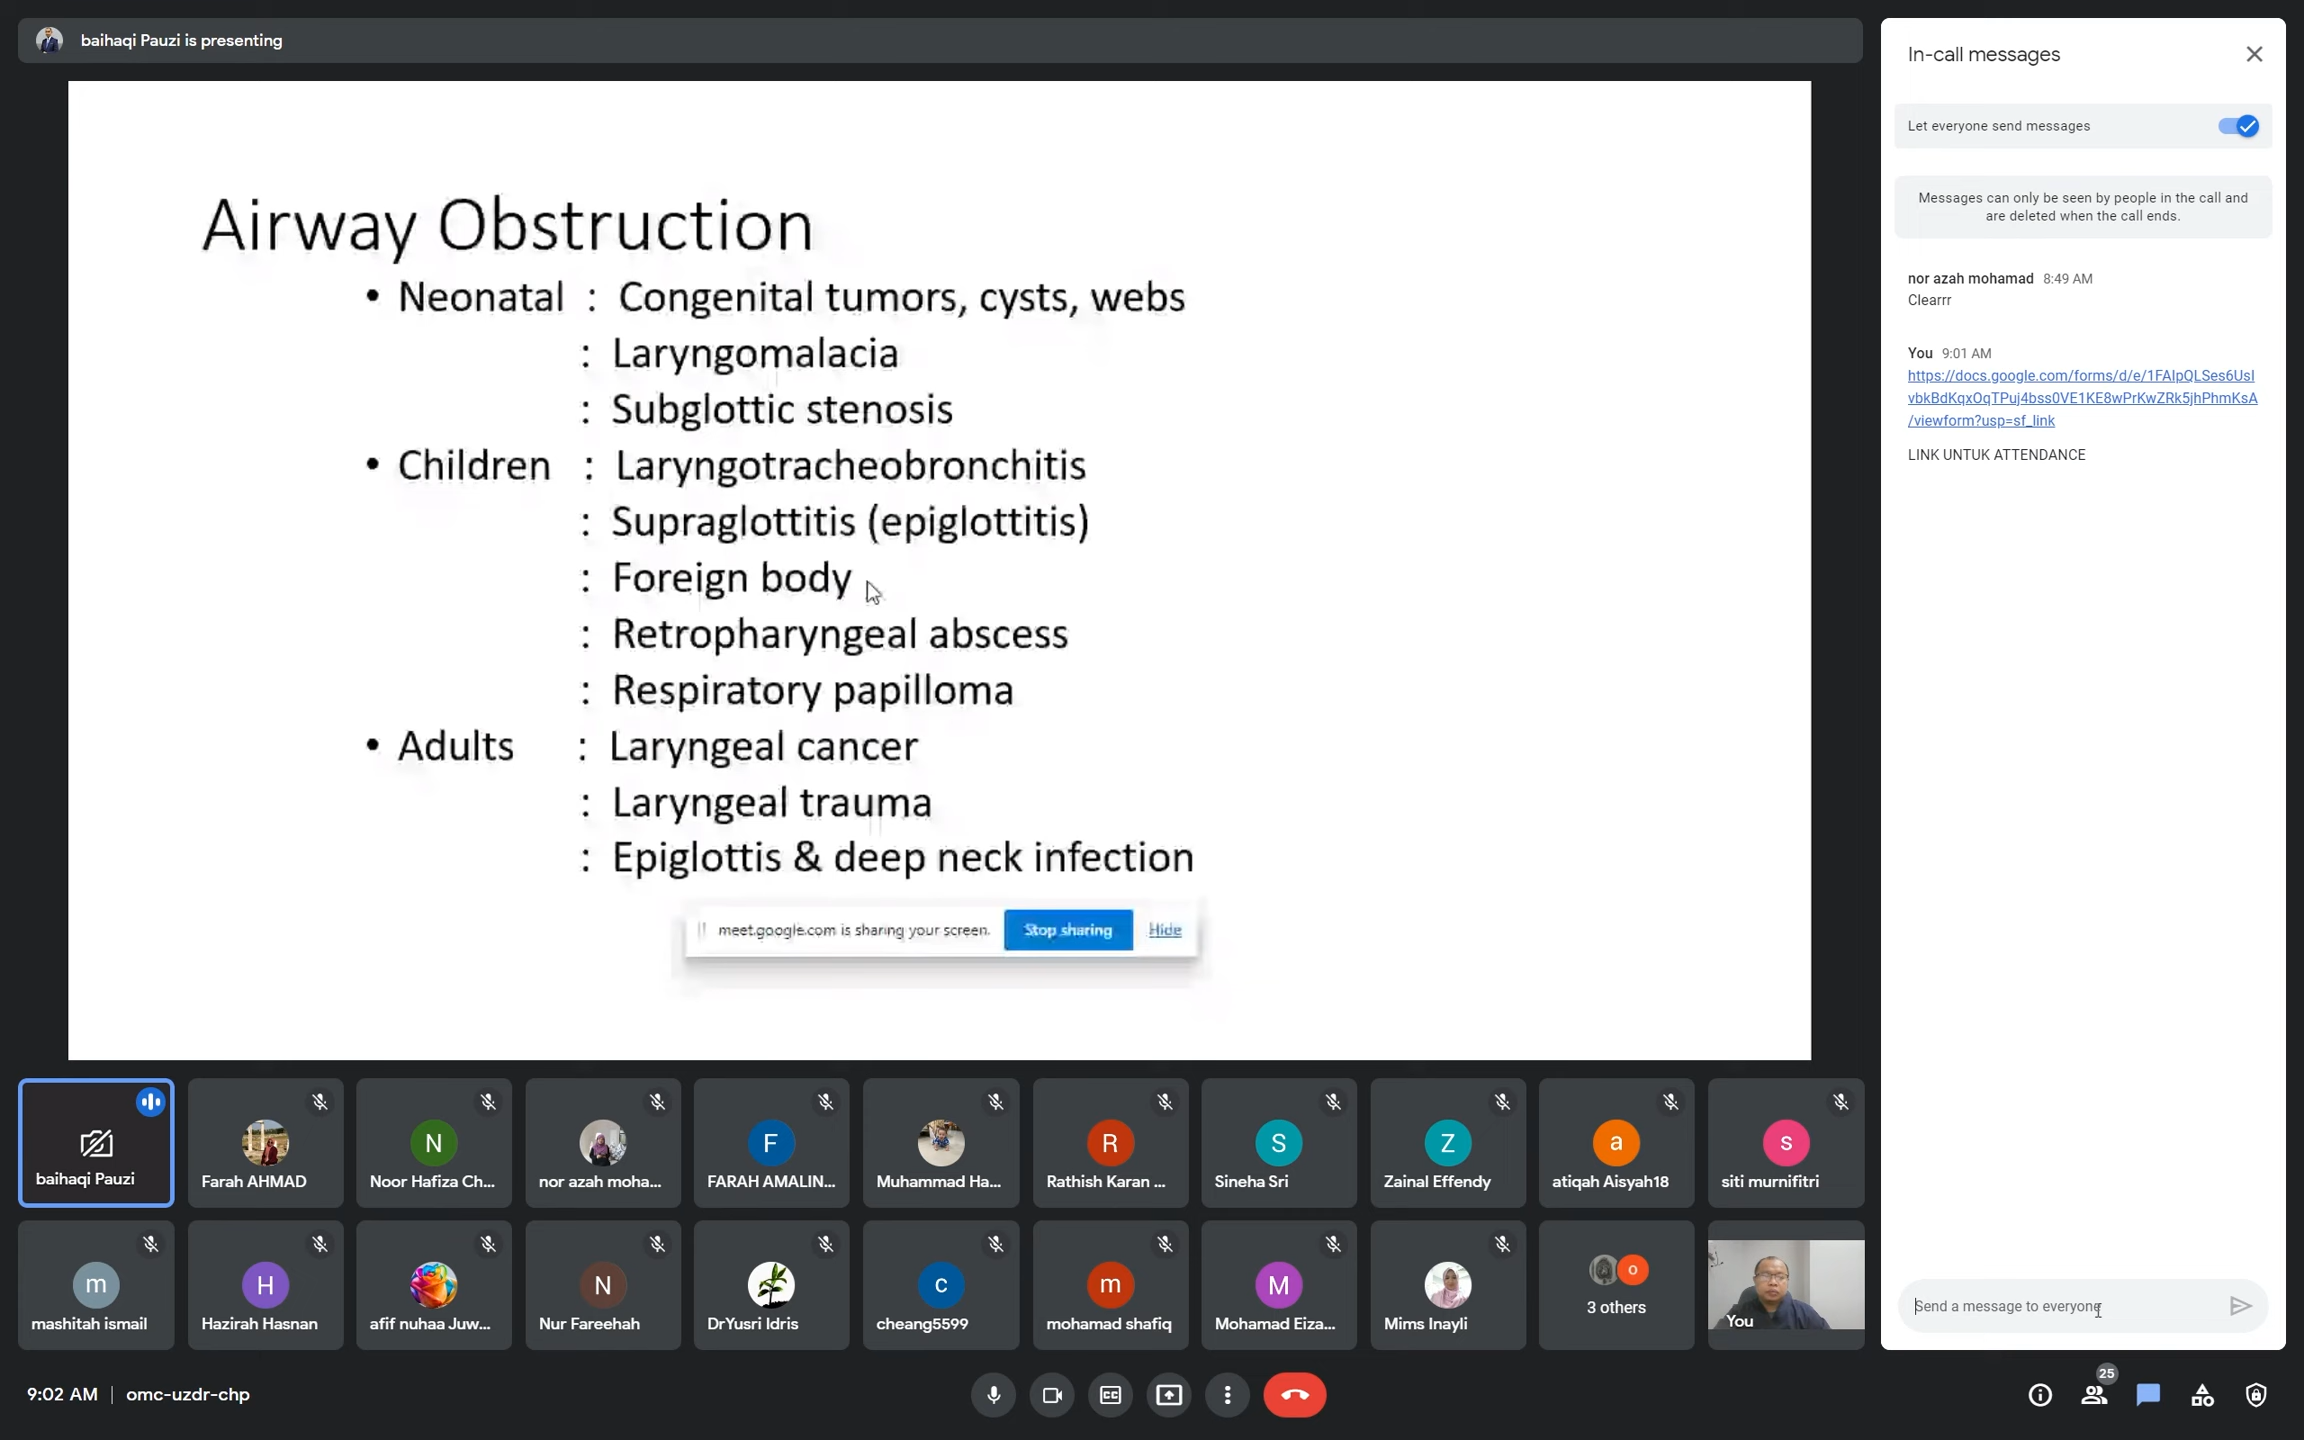 baihaqi Pauzi is presenting
Airway Obstruction
• Neonatal : Congenital tumors, cysts, webs
: Laryngomalacia
: Subglottic stenosis
• Children : Laryngotracheobronchitis
: Supraglottitis (epiglottitis)
: Foreign body
: Retropharyngeal abscess
: Respiratory papilloma
• Adults : Laryngeal cancer
: Laryngeal trauma
: Epiglottis & deep neck infection
meet.google.com is sharing your screen. Stop sharing Hide
In-call messages
Let everyone send messages
Messages can only be seen by people in the call and
are deleted when the call ends.
nor azah mohamad 8:49 AM
Clearrr
You 9:01 AM
https://docs.google.com/forms/d/e/1FAIpQLSes6UsI
vbkBdKqxOqTPuj4bss0VE1KE8wPrKwZRk5jhPhmKsA
/viewform?usp=sf_link
LINK UNTUK ATTENDANCE
Send a message to everyone
baihaqi Pauzi
Farah AHMAD
N
Noor Hafiza Ch...
nor azah moha...
F
FARAH AMALIN...
Muhammad Ha...
R
Rathish Karan ...
S
Sineha Sri
Z
Zainal Effendy
a
atiqah Aisyah18
s
siti murnifitri
m
mashitah ismail
H
Hazirah Hasnan
afif nuhaa Juw...
N
Nur Fareehah
DrYusri Idris
c
cheang5599
m
mohamad shafiq
M
Mohamad Eiza...
Mims Inayli
o
3 others
You
9:02 AM | omc-uzdr-chp
CC
25